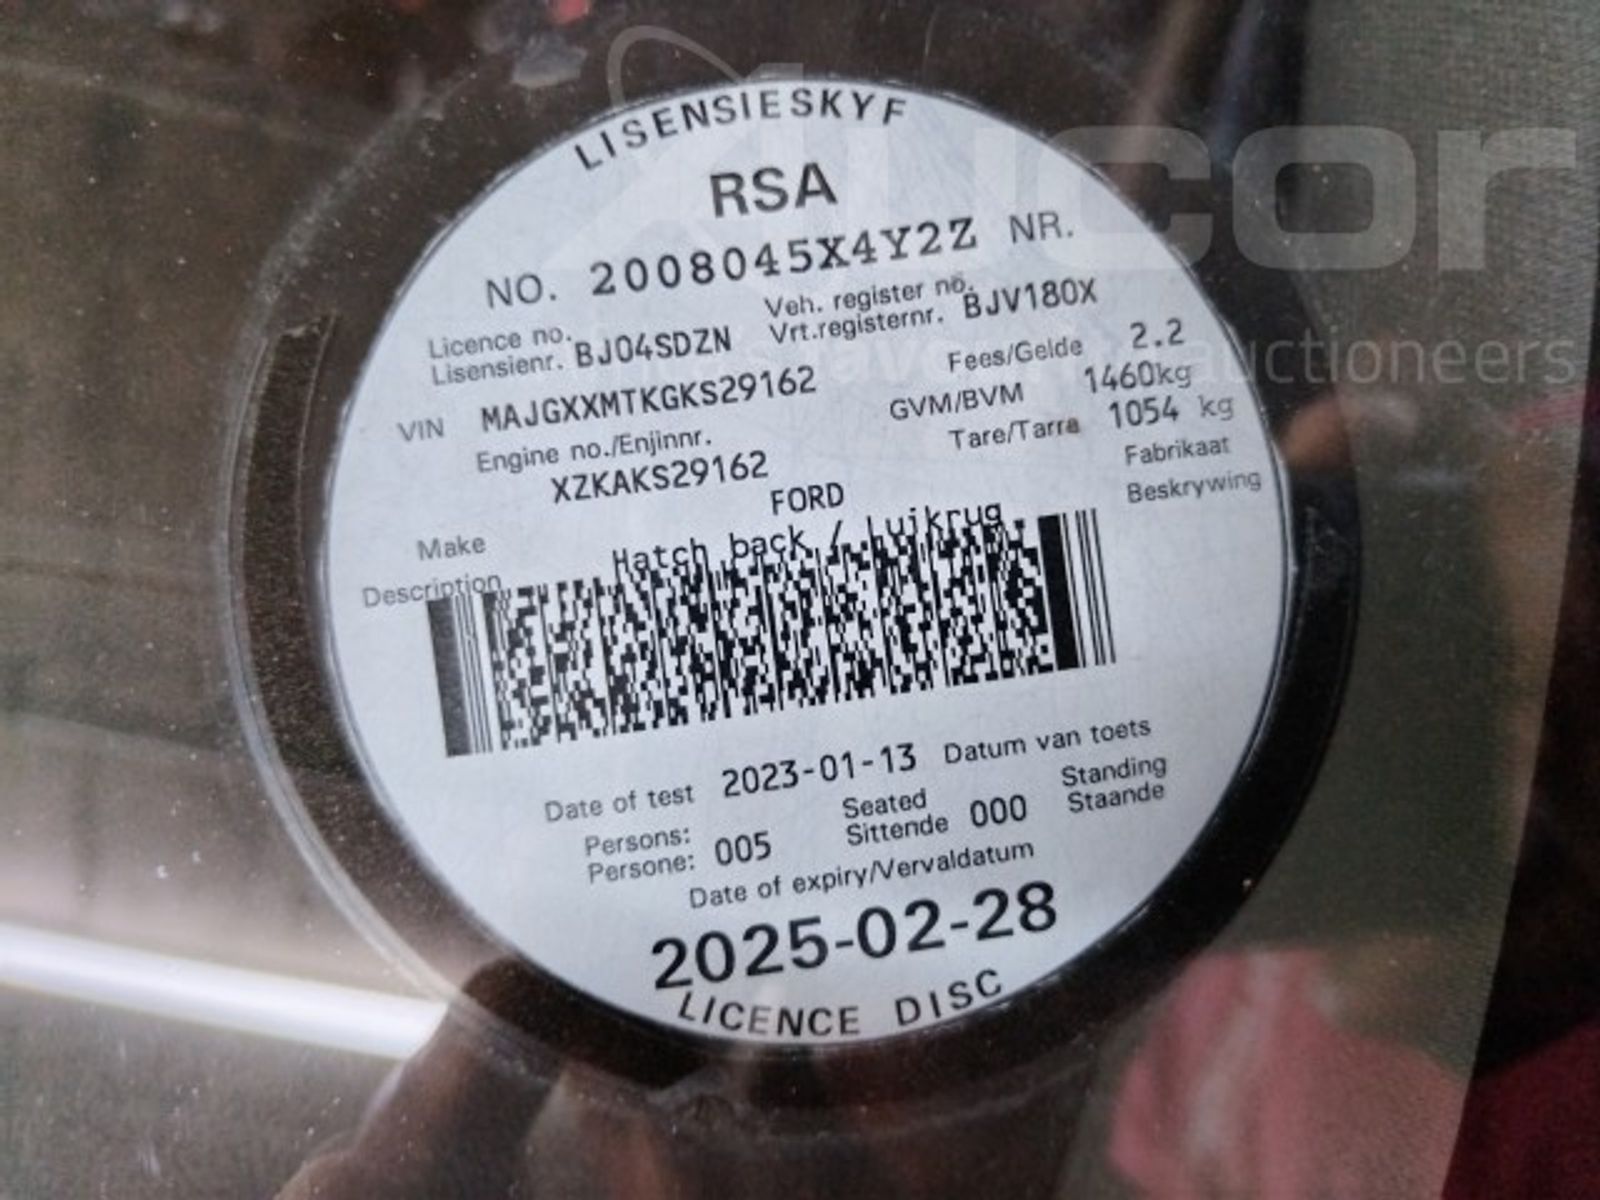 LISENSIESKYF
RSA
NO. 2008045X4Y2Z NR.
Licence no. Veh. register no.
Lisensienr. BJ04SDZN Vrt.registernr. BJV180X
VIN MAJGXXMTKGKS29162 Fees/Gelde 2.2
Engine no./Enjinnr. GVM/BVM 1460kg
XZKAKS29162 Tare/Tarra 1054 kg
Make FORD Fabrikaat
Description Hatch back / Luikrug Beskrywing
Date of test 2023-01-13 Datum van toets
Persons: Seated Standing
Persone: 005 Sittende 000 Staande
Date of expiry/Vervaldatum
2025-02-28
LICENCE DISC
auctioneers